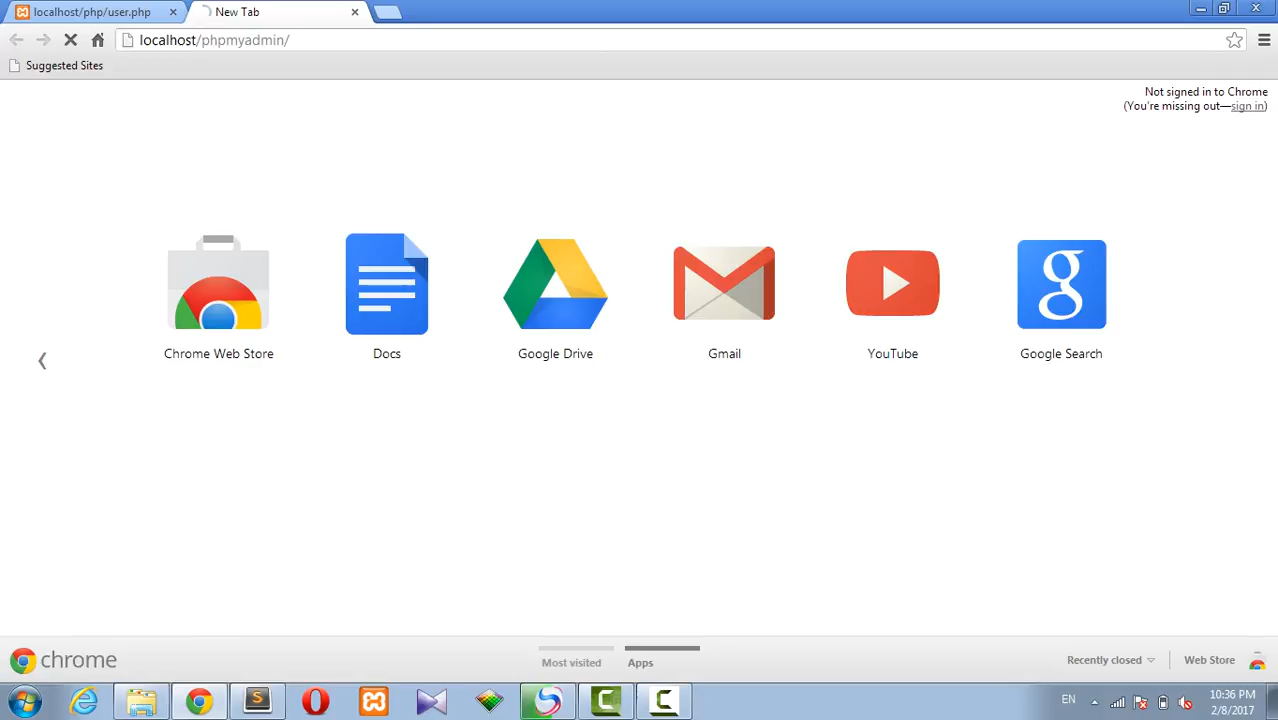 localhost/php/user.php
New Tab
localhost/phpmyadmin/
Suggested Sites
Not signed in to Chrome
(You're missing out—sign in)
Chrome Web Store
Docs
Google Drive
Gmail
YouTube
Google Search
chrome
Most visited
Apps
Recently closed
Web Store
EN
10:36 PM
2/8/2017